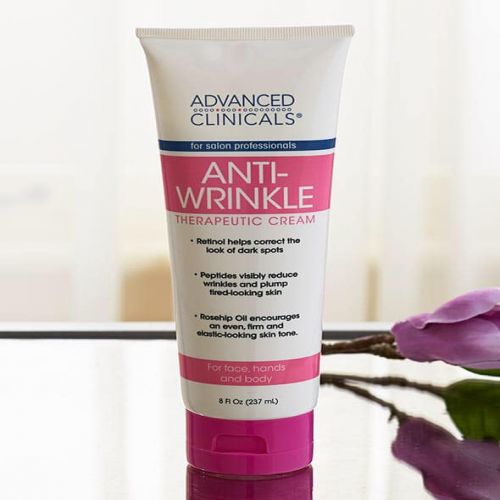 ADVANCED
CLINICALS®
for salon professionals
ANTI-
WRINKLE
THERAPEUTIC CREAM
• Retinol helps correct the
look of dark spots
• Peptides visibly reduce
wrinkles and plump
tired-looking skin
• Rosehip Oil encourages
an even, firm and
elastic-looking skin tone.
For face, hands
and body
8 Fl Oz (237 mL)